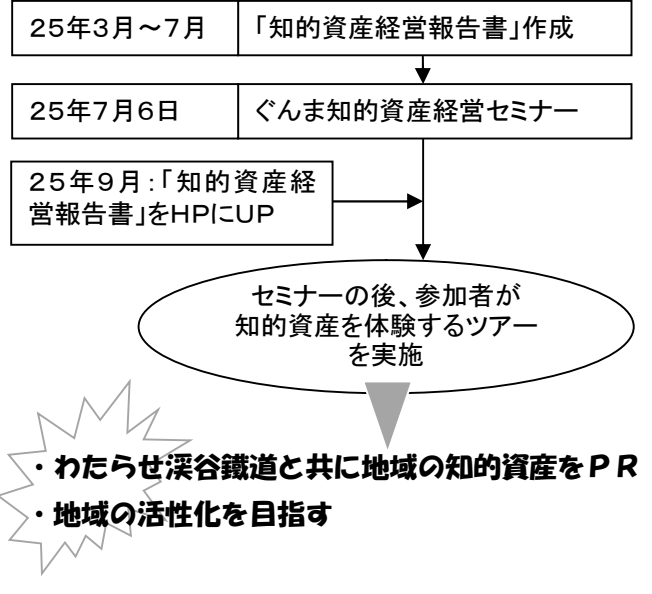 25年3月～7月 「知的資産経営報告書」作成
25年7月6日 ぐんま知的資産経営セミナー
25年9月：「知的資産経
営報告書」をHPにUP
セミナーの後、参加者が
知的資産を体験するツアー
を実施
・わたらせ渓谷鐵道と共に地域の知的資産をPR
・地域の活性化を目指す